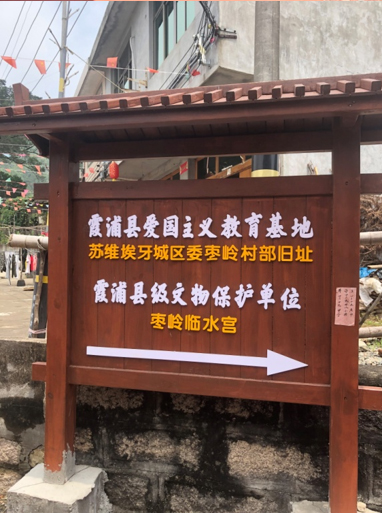 霞浦县爱国主义教育基地
苏维埃牙城区委枣岭村部旧址
霞浦县级文物保护单位
枣岭临水宫